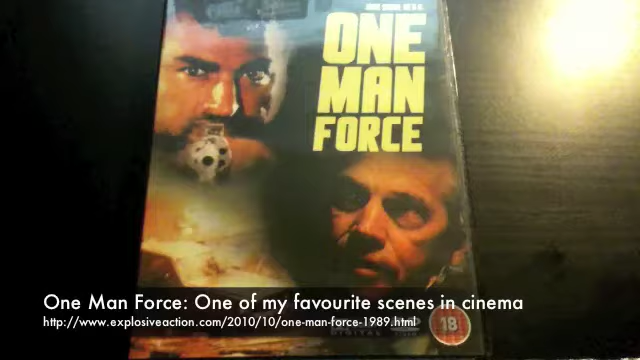 ONE
MAN
FORCE
One Man Force: One of my favourite scenes in cinema
http://www.explosiveaction.com/2010/10/one-man-force-1989.html
DIGITAL
18